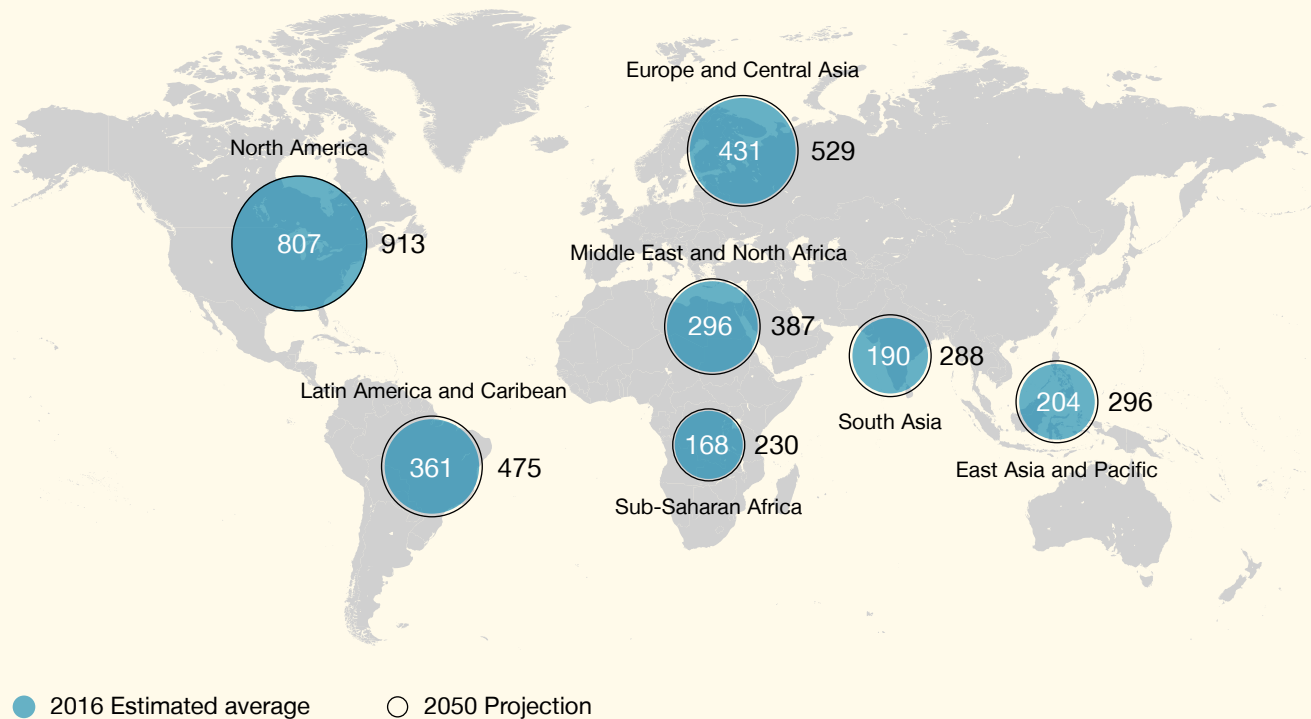 Europe and Central Asia
431 529
North America
807 913
Middle East and North Africa
296 387
190 288
South Asia
Latin America and Caribean
361 475
168 230
Sub-Saharan Africa
204 296
East Asia and Pacific
2016 Estimated average
2050 Projection